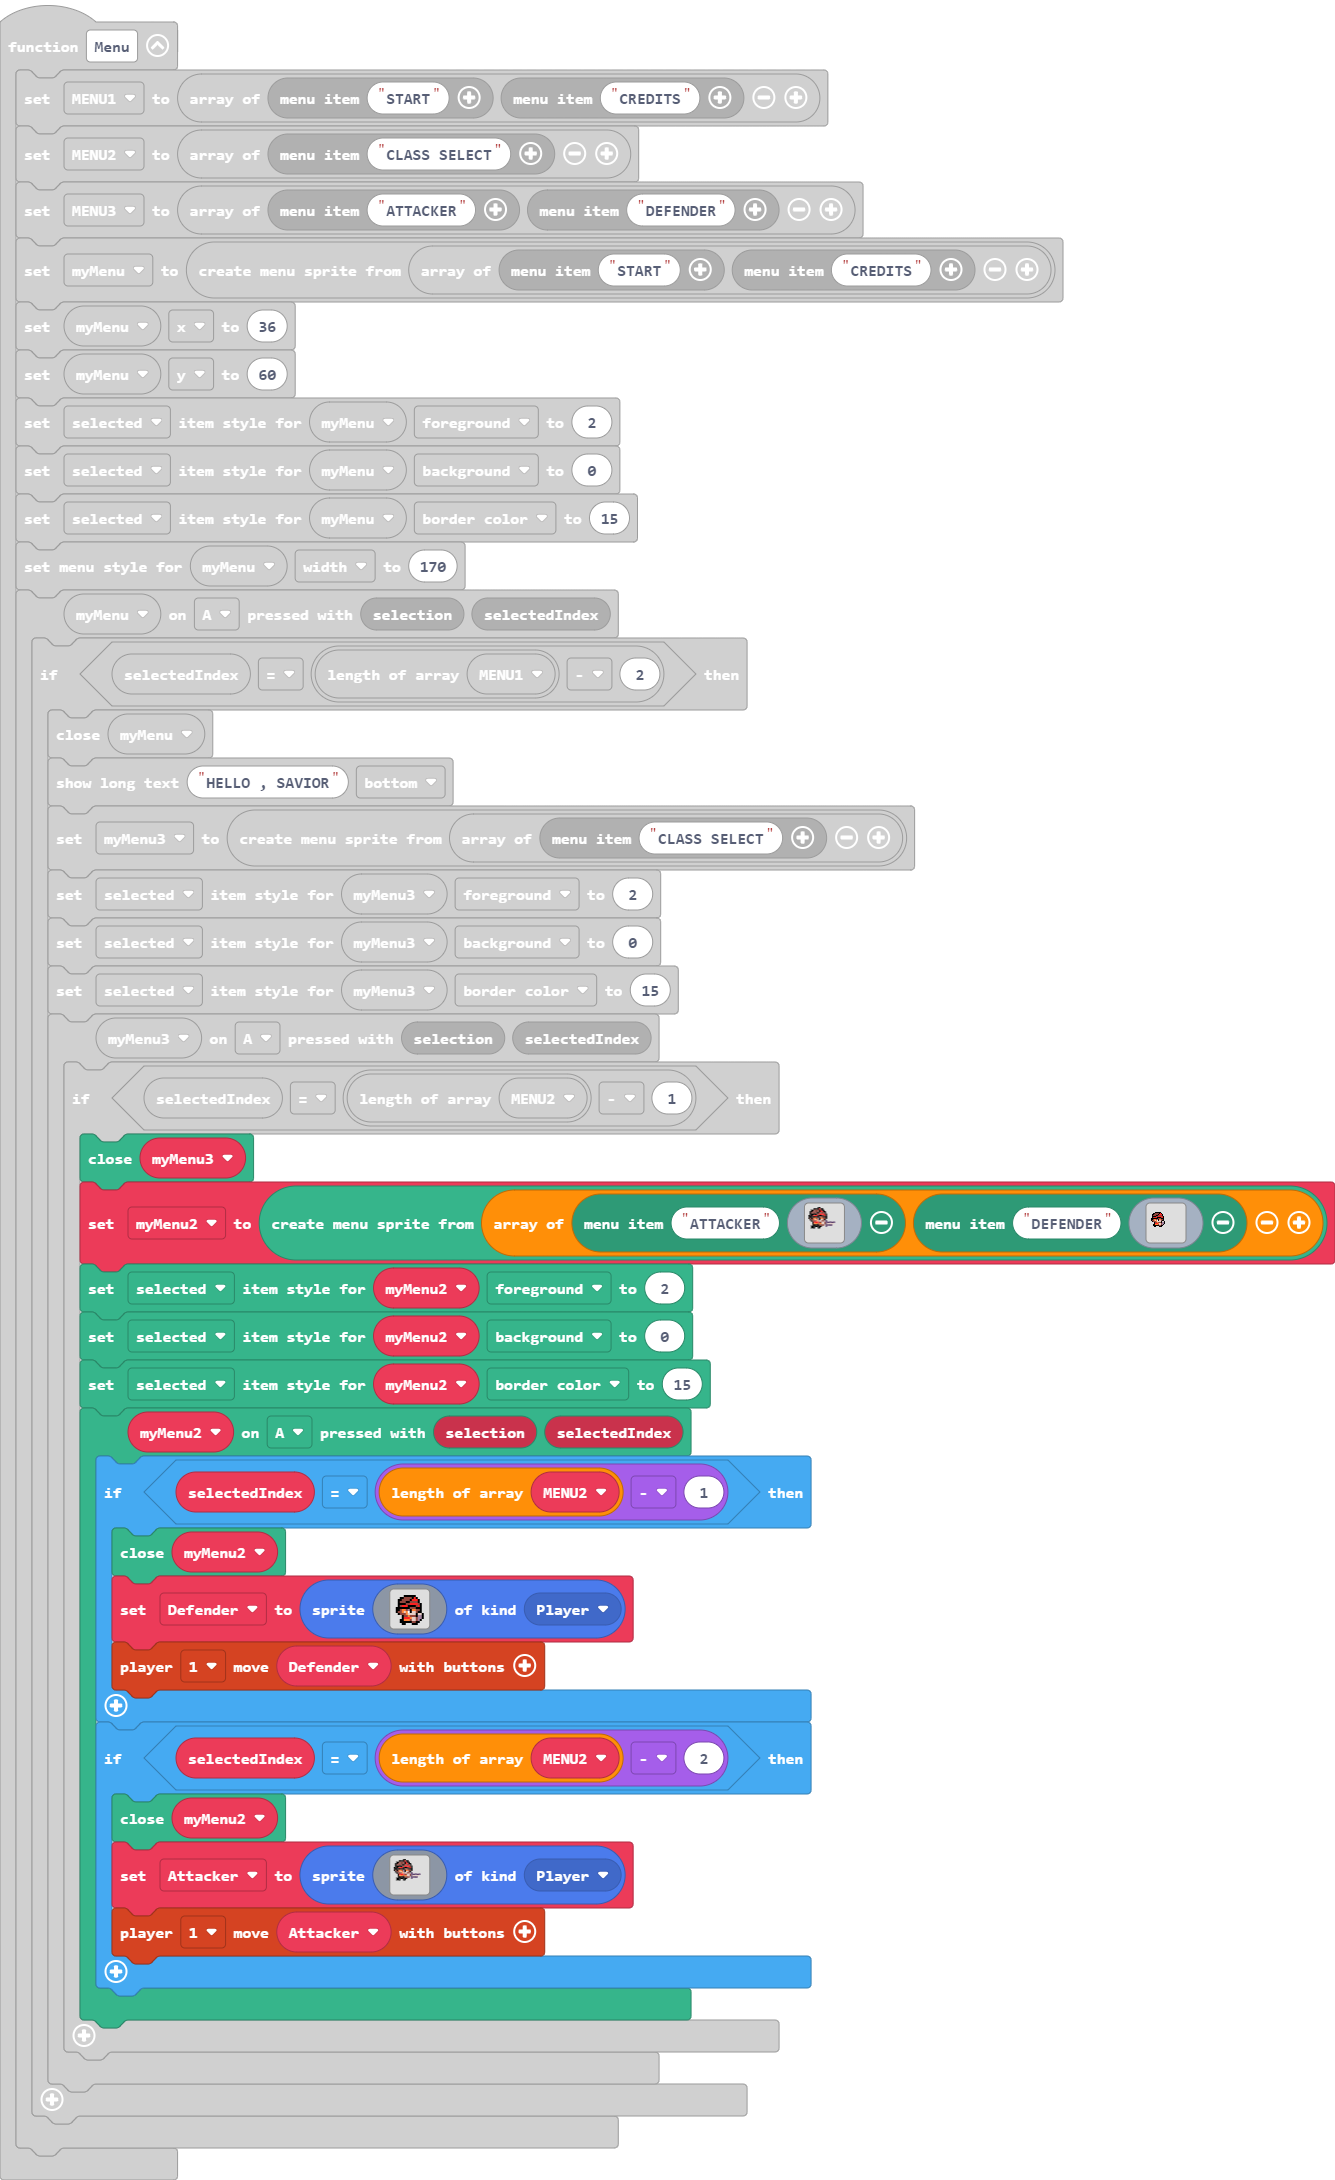 function Menu
set MENU1 to array of menu item "START" menu item "CREDITS"
set MENU2 to array of menu item "CLASS SELECT"
set MENU3 to array of menu item "ATTACKER" menu item "DEFENDER"
set myMenu to create menu sprite from array of menu item "START" menu item "CREDITS"
set myMenu x to 36
set myMenu y to 60
set selected item style for myMenu foreground to 2
set selected item style for myMenu background to 0
set selected item style for myMenu border color to 15
set menu style for myMenu width to 170
myMenu on A pressed with selection selectedIndex
if selectedIndex = length of array MENU1 - 2 then
close myMenu
show long text "HELLO , SAVIOR" bottom
set myMenu3 to create menu sprite from array of menu item "CLASS SELECT"
set selected item style for myMenu3 foreground to 2
set selected item style for myMenu3 background to 0
set selected item style for myMenu3 border color to 15
myMenu3 on A pressed with selection selectedIndex
if selectedIndex = length of array MENU2 - 1 then
close myMenu3
set myMenu2 to create menu sprite from array of menu item "ATTACKER" menu item "DEFENDER"
set selected item style for myMenu2 foreground to 2
set selected item style for myMenu2 background to 0
set selected item style for myMenu2 border color to 15
myMenu2 on A pressed with selection selectedIndex
if selectedIndex = length of array MENU2 - 1 then
close myMenu2
set Defender to sprite of kind Player
player 1 move Defender with buttons
if selectedIndex = length of array MENU2 - 2 then
close myMenu2
set Attacker to sprite of kind Player
player 1 move Attacker with buttons